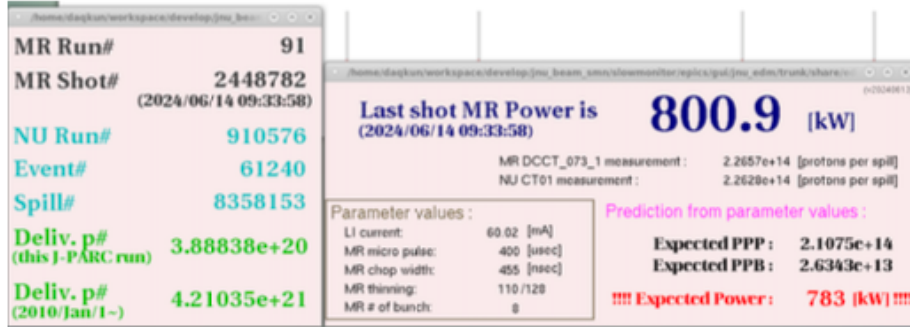 /home/daqkun/workspace/develop/jnu_beam
MR Run# 91
MR Shot# 2448782
(2024/06/14 09:33:58)
NU Run# 910576
Event# 61240
Spill# 8358153
Deliv. p# 3.88838e+20
(this J-PARC run)
Deliv. p# 4.21035e+21
(2010/Jan/1~)
/home/daqkun/workspace/develop/jnu_beam_smn/slowmonitor/epics/gui/jnu_edm/trunk/share/
Last shot MR Power is 800.9 [kW]
(2024/06/14 09:33:58)
MR DCCT_073_1 measurement : 2.2657e+14 [protons per spill]
NU CT01 measurement : 2.2628e+14 [protons per spill]
Parameter values :
LI current: 60.02 [mA]
MR micro pulse: 400 [usec]
MR chop width: 455 [nsec]
MR thinning: 110/128
MR # of bunch: 8
Prediction from parameter values :
Expected PPP : 2.1075e+14
Expected PPB : 2.6343e+13
!!!! Expected Power : 783 [kW] !!!!